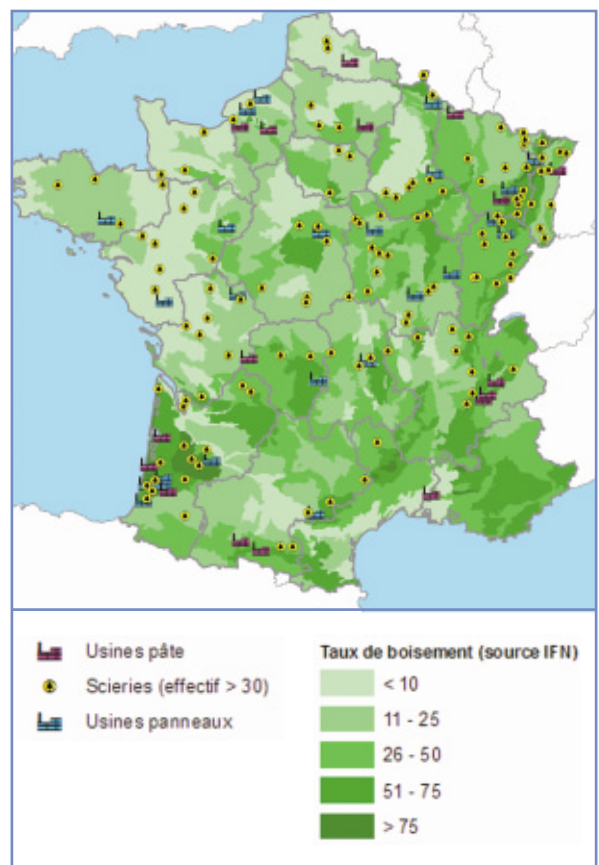 Usines pâte
Scieries (effectif > 30)
Usines panneaux
Taux de boisement (source IFN)
< 10
11 - 25
26 - 50
51 - 75
> 75